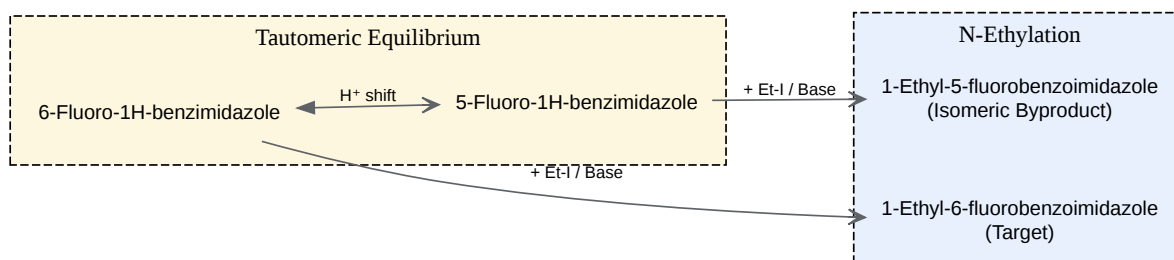 Tautomeric Equilibrium
6-Fluoro-1H-benzimidazole
H⁺ shift
5-Fluoro-1H-benzimidazole
+ Et-I / Base
+ Et-I / Base
N-Ethylation
1-Ethyl-5-fluorobenzoimidazole
(Isomeric Byproduct)
1-Ethyl-6-fluorobenzoimidazole
(Target)